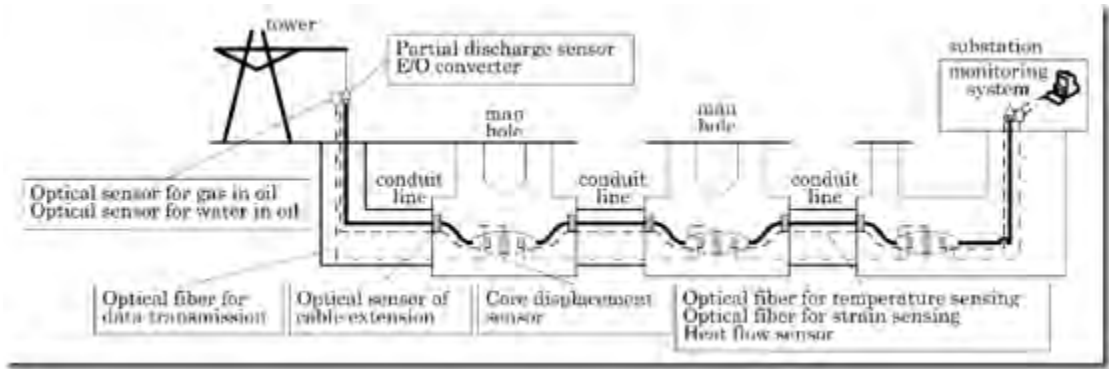 tower
Partial discharge sensor
E/O converter
substation
monitoring
system
man
hole
man
hole
Optical sensor for gas in oil
Optical sensor for water in oil
conduit
line
conduit
line
conduit
line
Optical fiber for
data transmission
Optical sensor of
cable extension
Core displacement
sensor
Optical fiber for temperature sensing
Optical fiber for strain sensing
Heat flow sensor